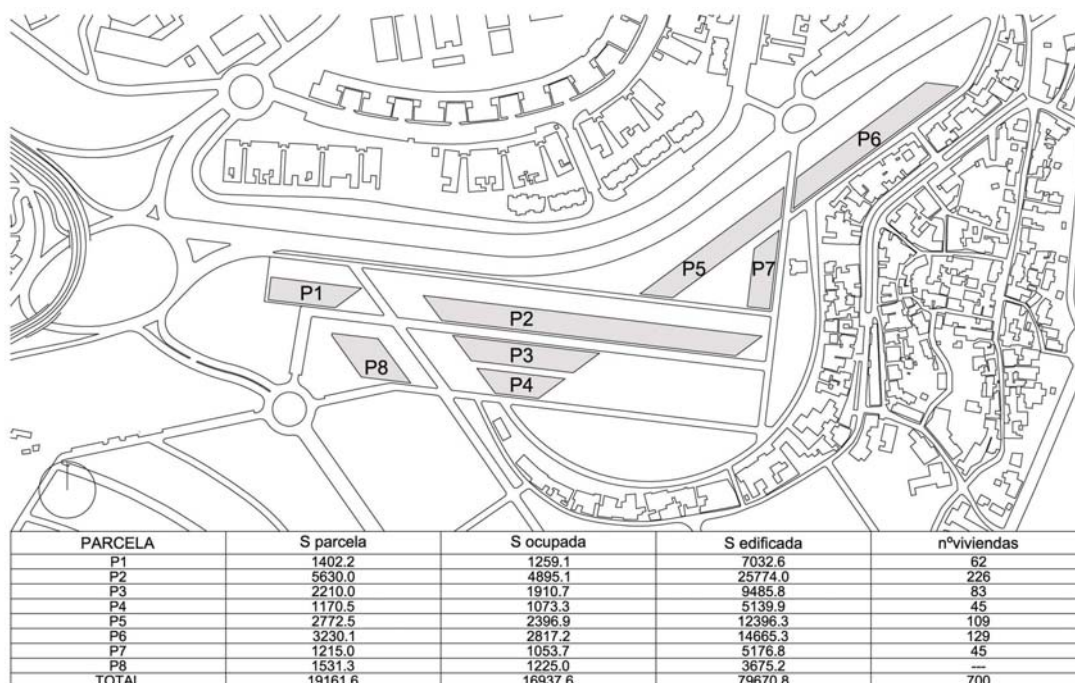 P6
P5
P7
P1
P2
P3
P8
P4
PARCELA S parcela S ocupada S edificada nºviviendas
P1 1402.2 1259.1 7032.6 62
P2 5630.0 4895.1 25774.0 226
P3 2210.0 1910.7 9485.8 83
P4 1170.5 1073.3 5139.9 45
P5 2772.5 2396.9 12396.3 109
P6 3230.1 2817.2 14665.3 129
P7 1215.0 1053.7 5176.8 45
P8 1531.3 1225.0 3675.2 ---
TOTAL 19161.6 16937.6 79670.8 700